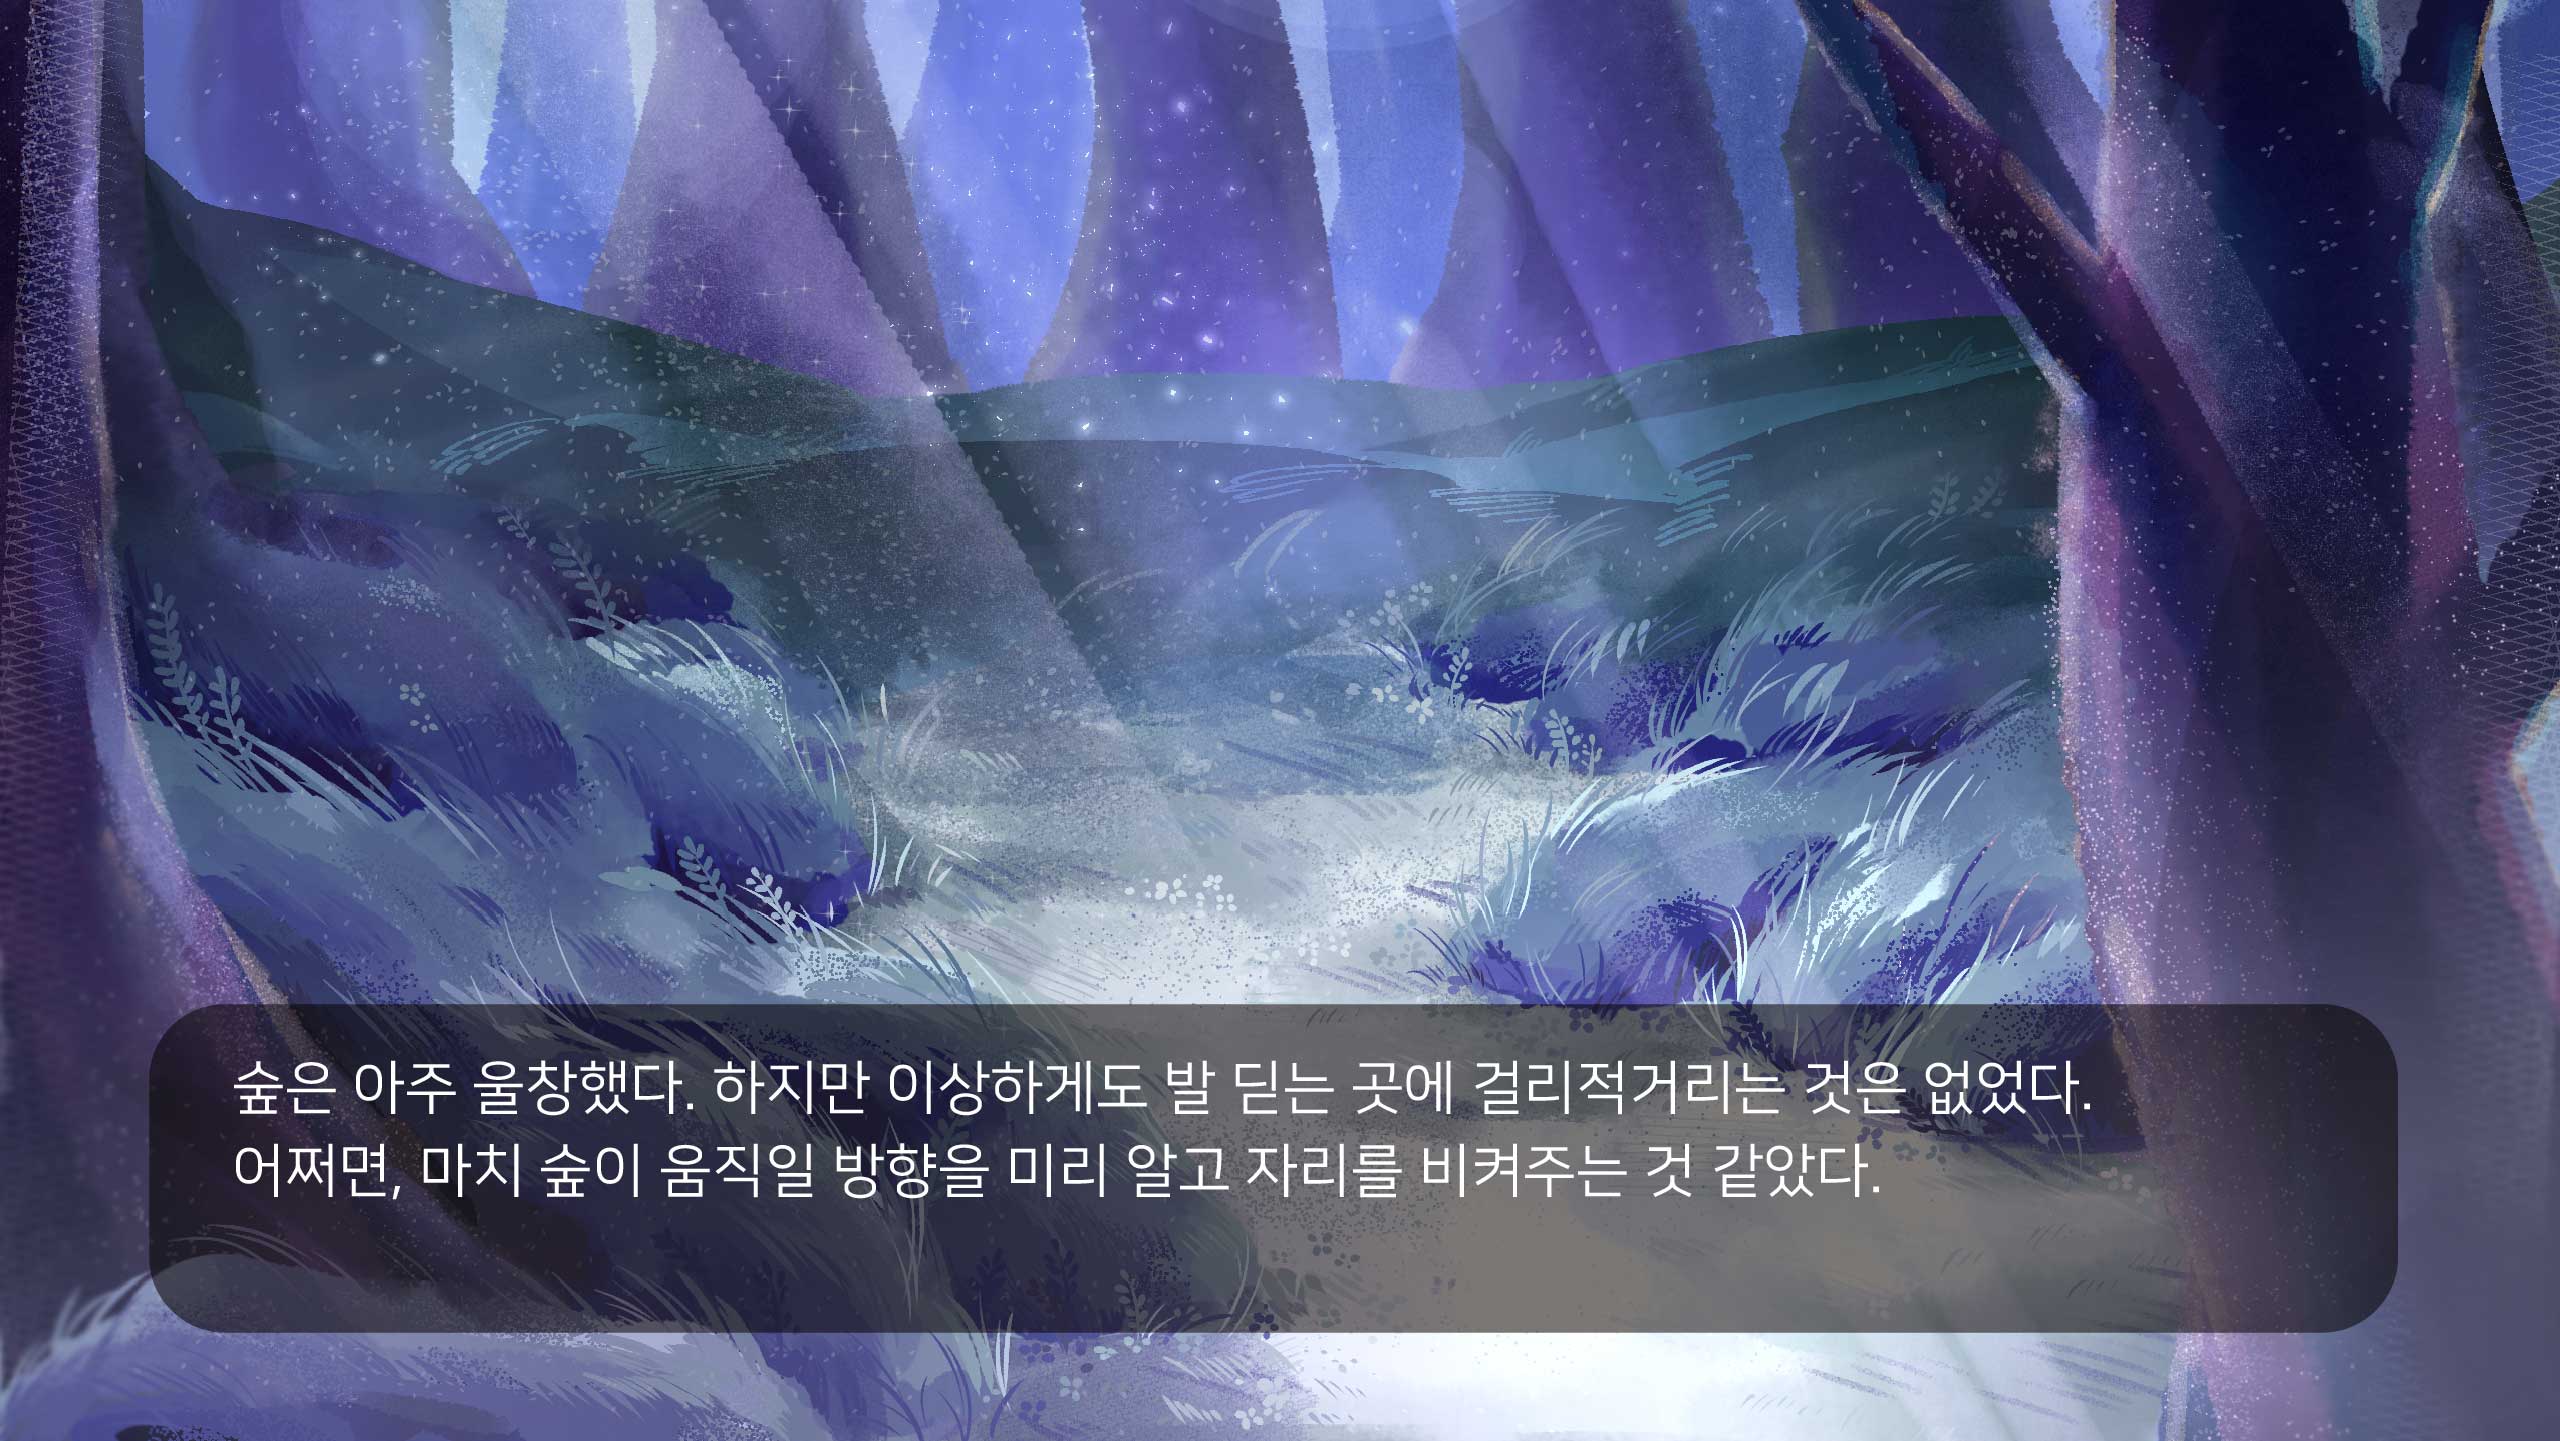 숲은 아주 울창했다. 하지만 이상하게도 발 딛는 곳에 걸리적거리는 것은 없었다.
어쩌면, 마치 숲이 움직일 방향을 미리 알고 자리를 비켜주는 것 같았다.